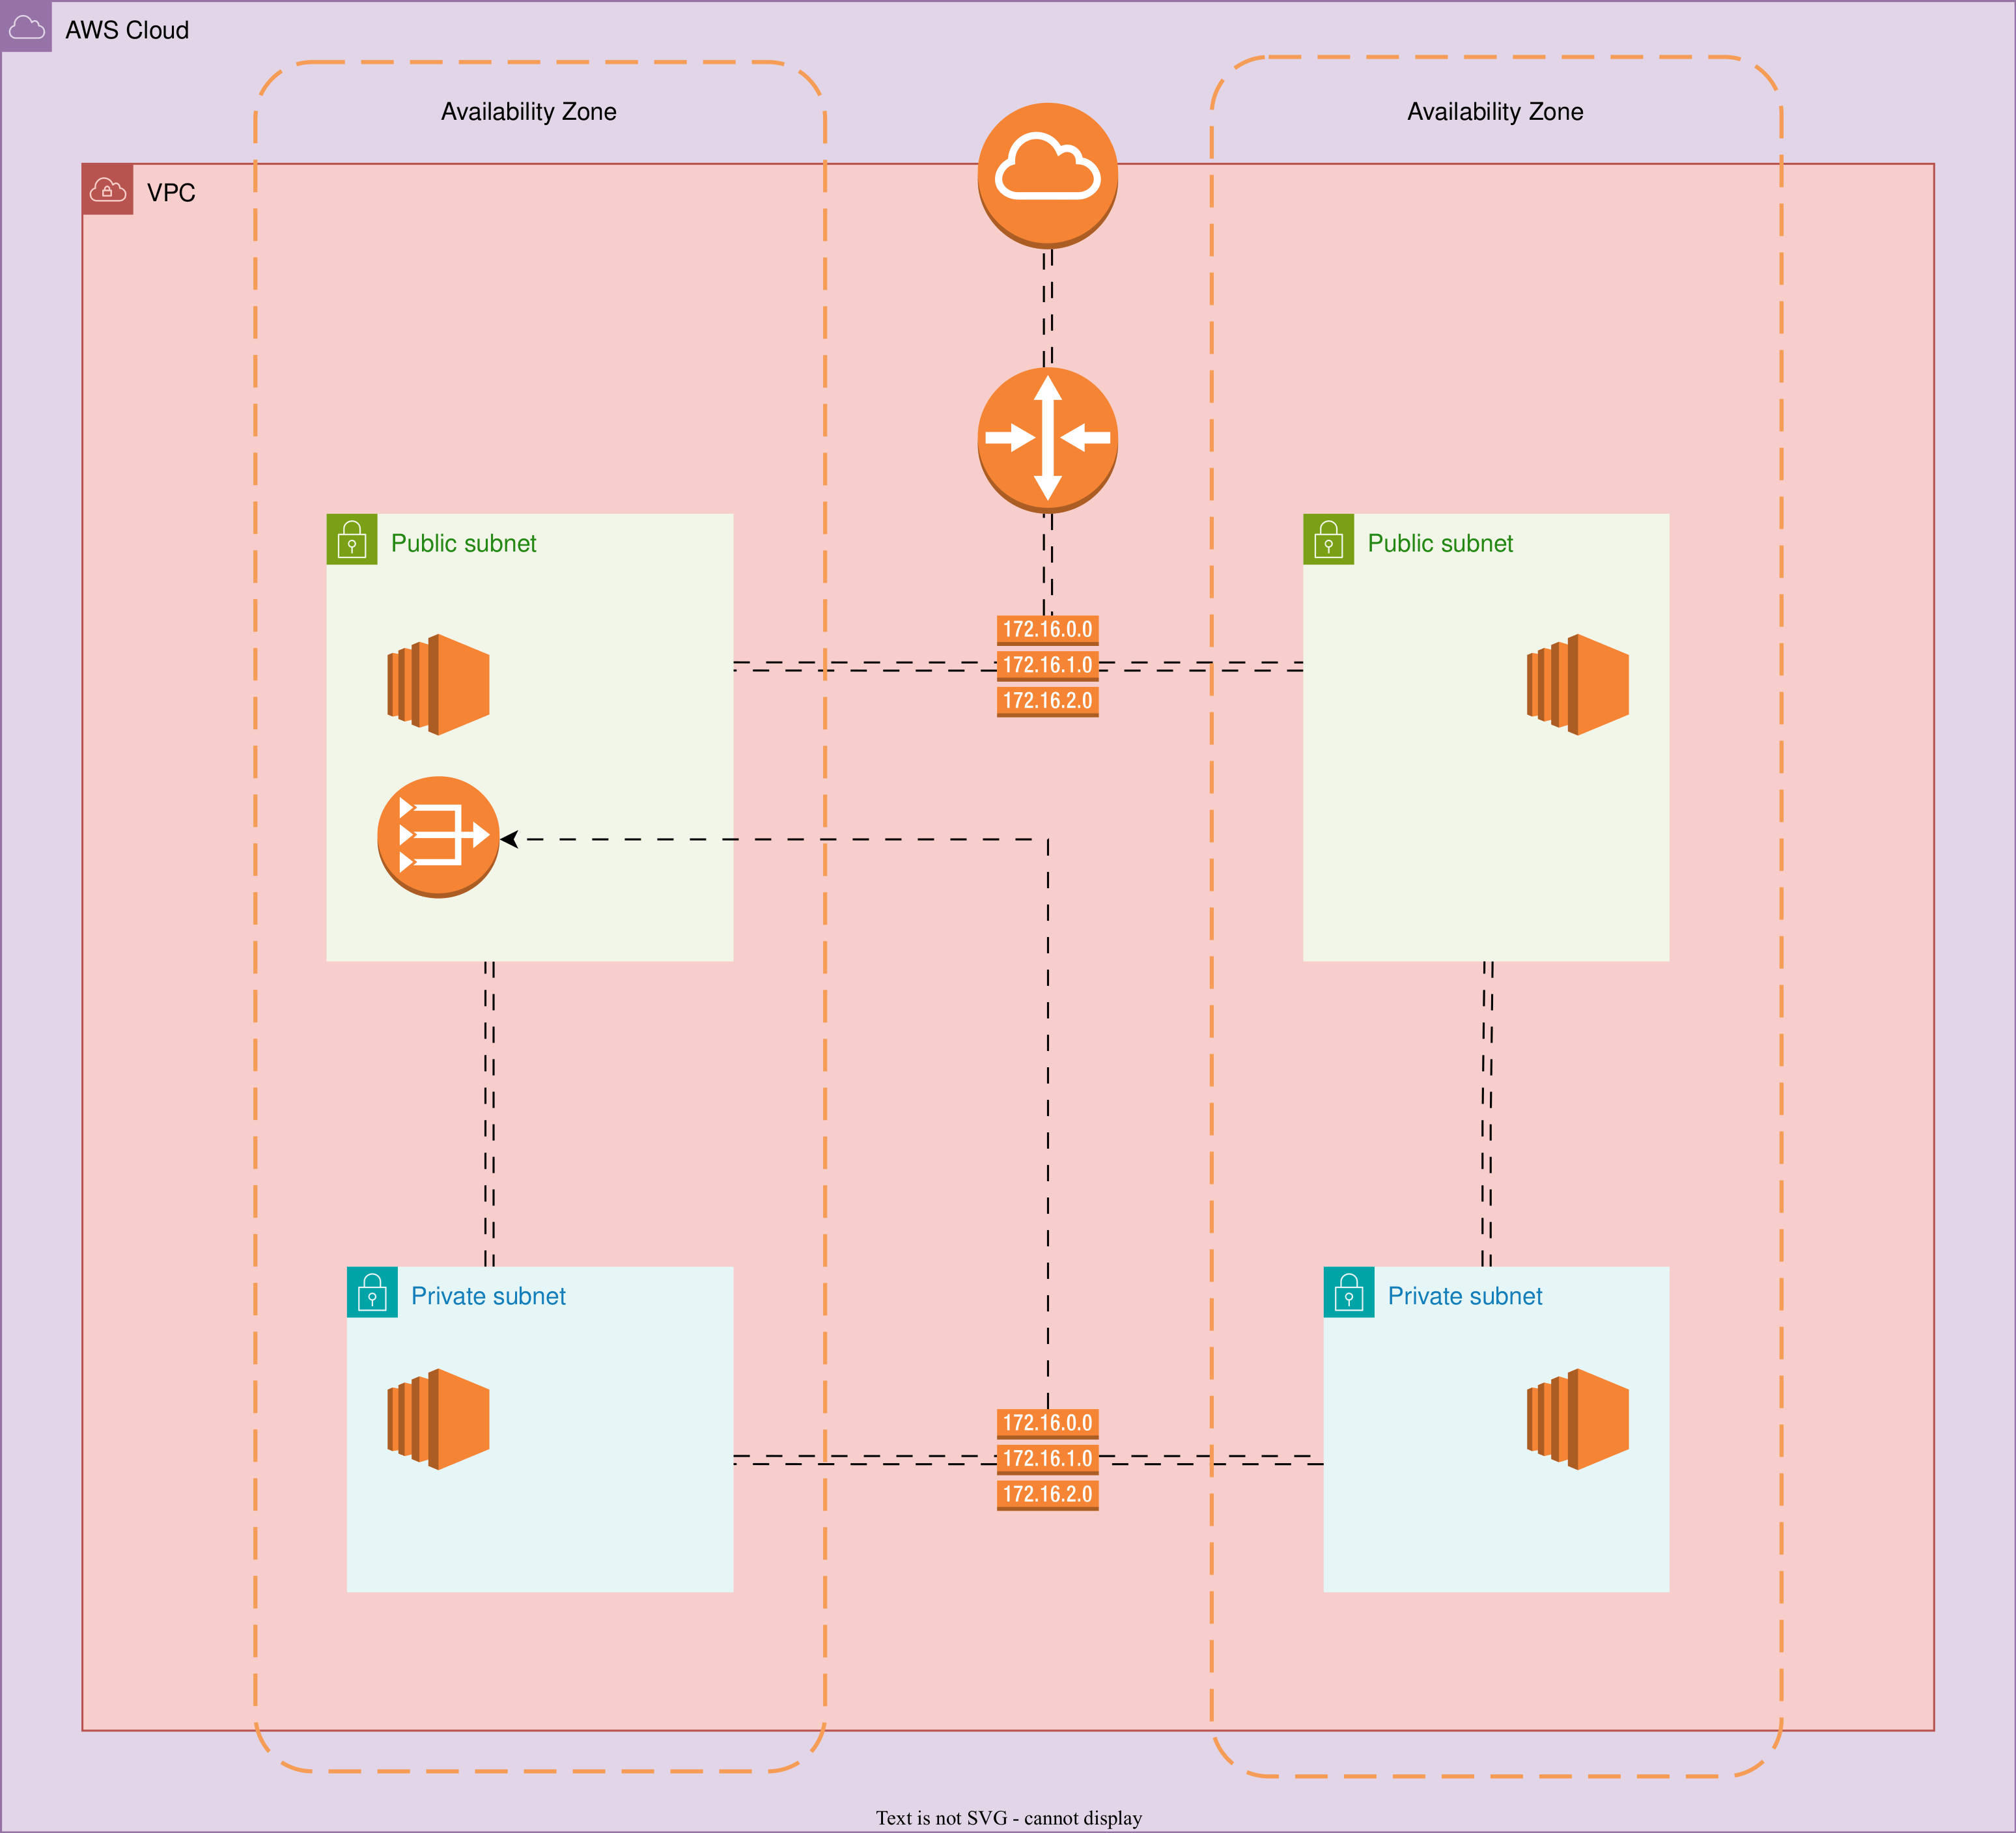 AWS Cloud
Availability Zone
Availability Zone
VPC
Public subnet
Public subnet
172.16.0.0
172.16.1.0
172.16.2.0
Private subnet
Private subnet
172.16.0.0
172.16.1.0
172.16.2.0
Text is not SVG - cannot display